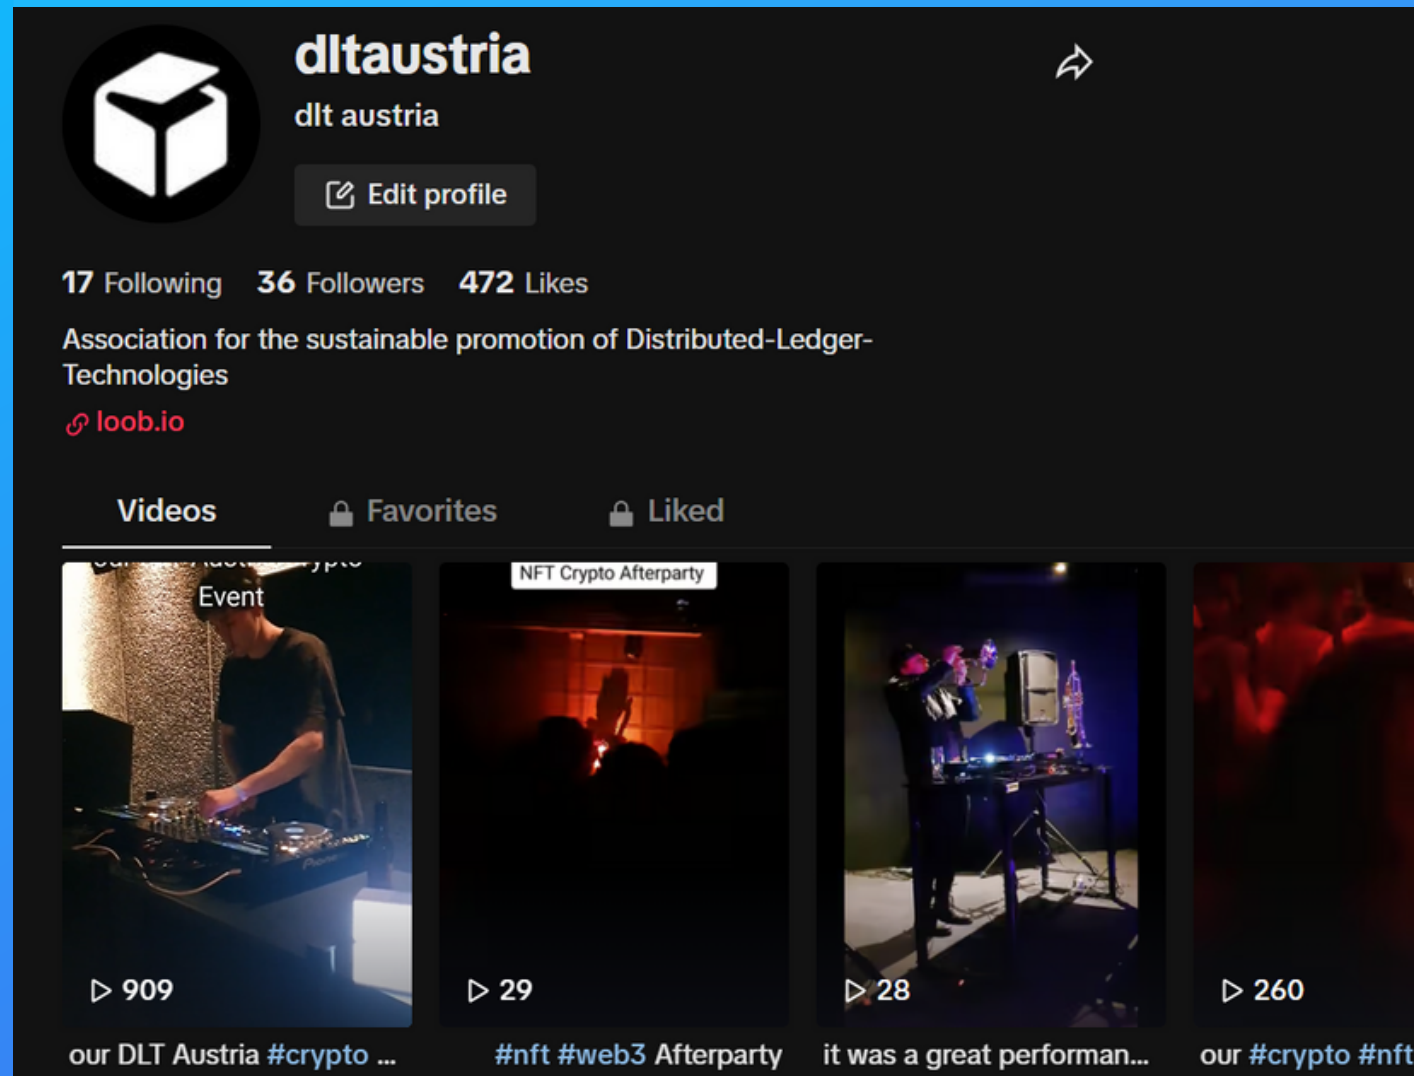 dltaustria
dlt austria
Edit profile
17 Following 36 Followers 472 Likes
Association for the sustainable promotion of Distributed-Ledger-
Technologies
loob.io
Videos Favorites Liked
Event
NFT Crypto Afterparty
909
29
28
260
our DLT Austria #crypto ...
#nft #web3 Afterparty
it was a great performan...
our #crypto #nft